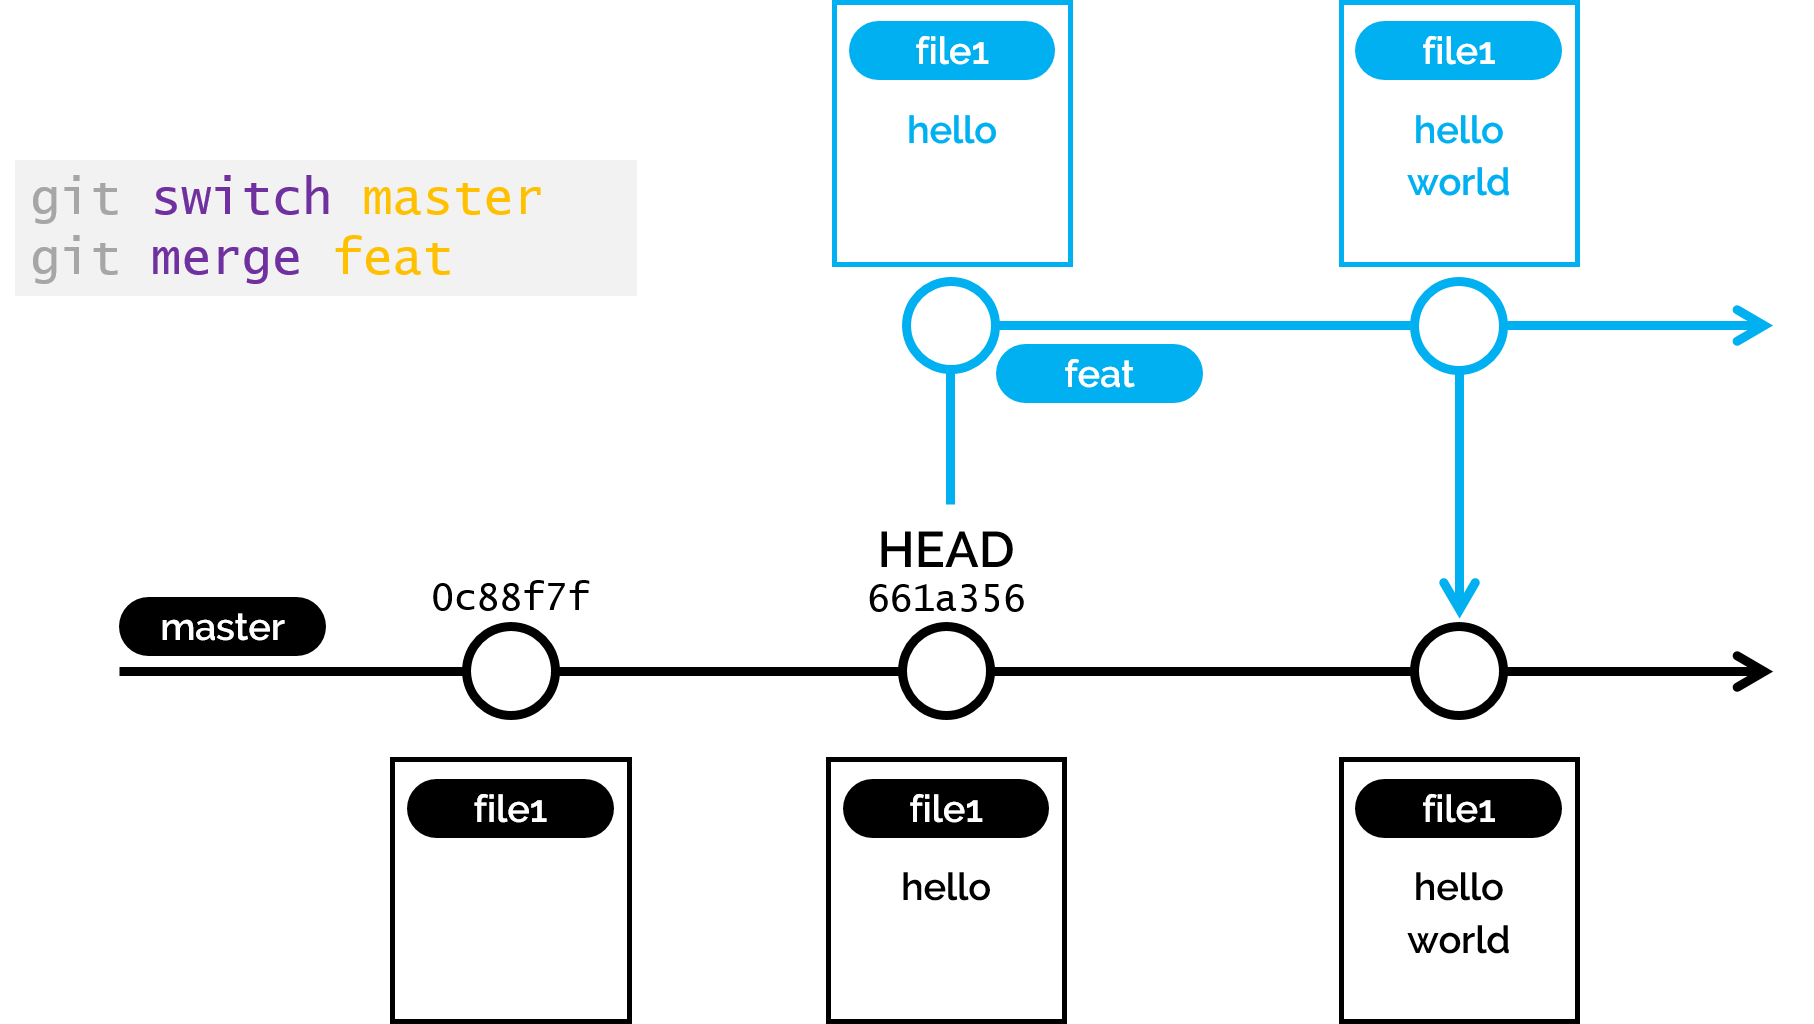 file1
hello
file1
hello
world
git switch master
git merge feat
feat
HEAD
0c88f7f
661a356
master
file1
file1
hello
file1
hello
world